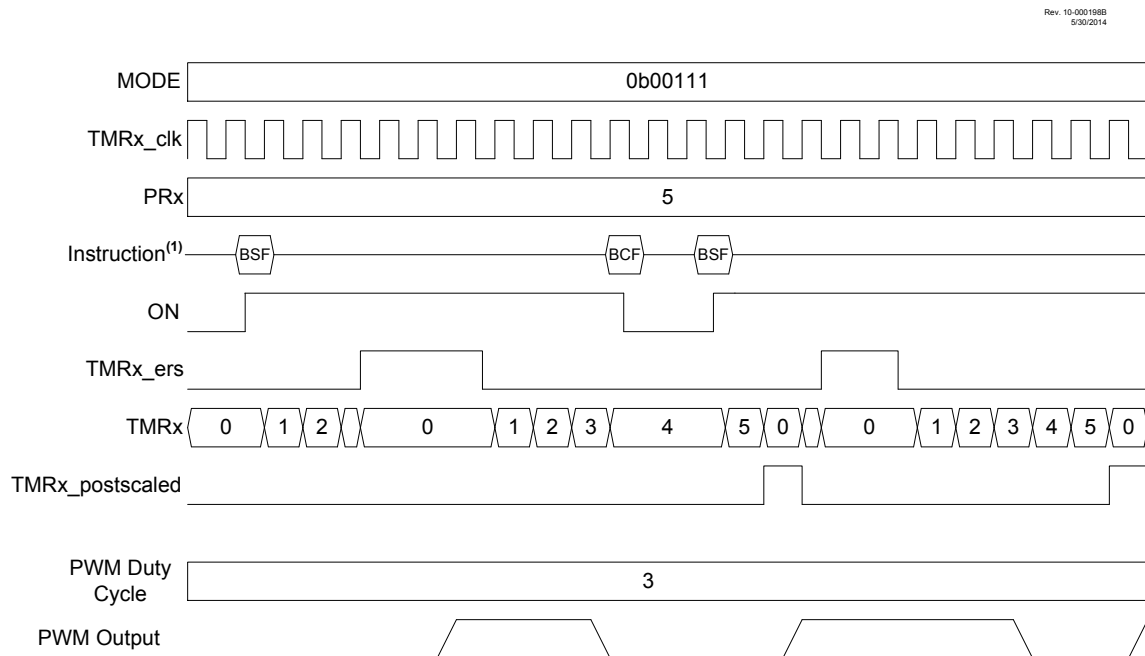 Rev. 10-000198B
5/30/2014
MODE 0b00111
TMRx_clk
PRx 5
Instruction(1) BSF BCF BSF
ON
TMRx_ers
TMRx 0 1 2 0 1 2 3 4 5 0 0 1 2 3 4 5 0
TMRx_postscaled
PWM Duty
Cycle
3
PWM Output